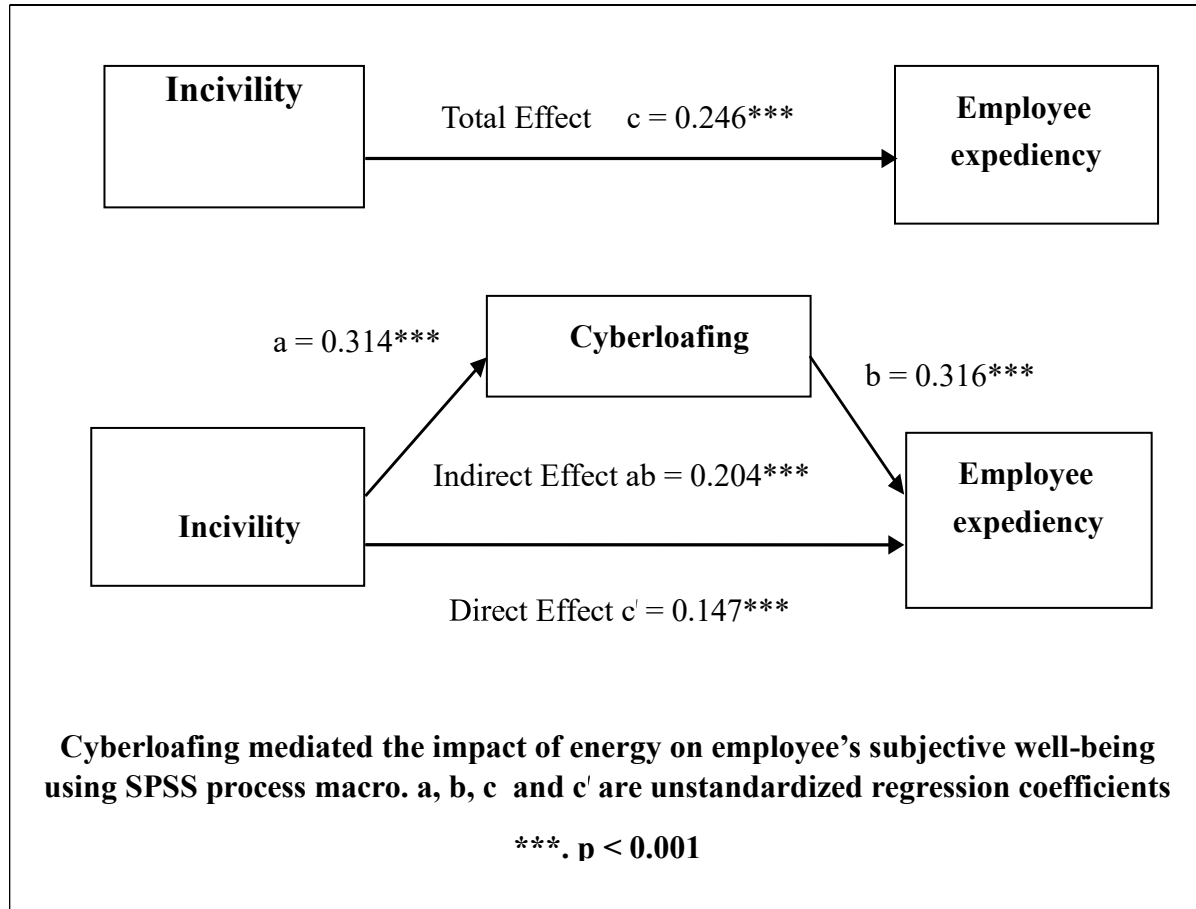 Incivility
Total Effect c = 0.246***
Employee
expediency
a = 0.314***
Cyberloafing
b = 0.316***
Incivility
Indirect Effect ab = 0.204***
Employee
expediency
Direct Effect c' = 0.147***
Cyberloafing mediated the impact of energy on employee’s subjective well-being
using SPSS process macro. a, b, c and c' are unstandardized regression coefficients
***. p < 0.001